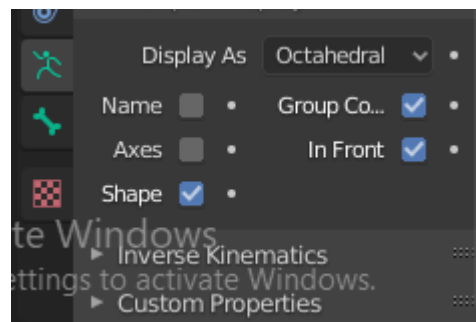 Display As Octahedral
Name Group Co...
Axes In Front
Shape
te Windows
Inverse Kinematics
ettings to activate Windows.
Custom Properties